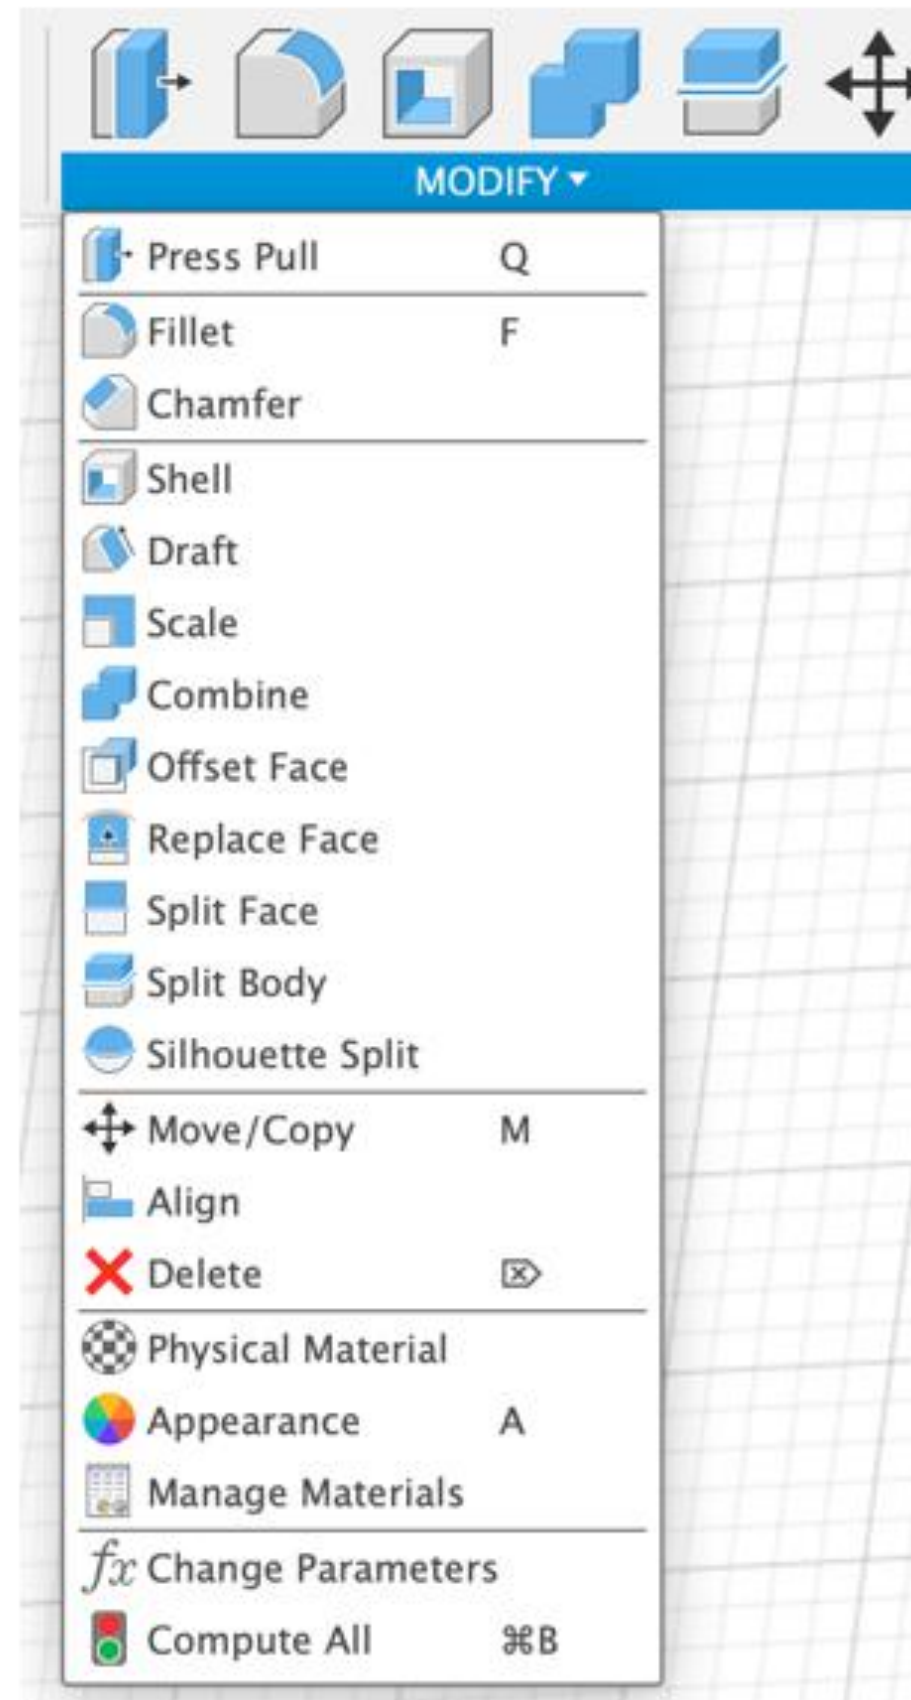 MODIFY
Press Pull Q
Fillet F
Chamfer
Shell
Draft
Scale
Combine
Offset Face
Replace Face
Split Face
Split Body
Silhouette Split
Move/Copy M
Align
Delete ⌦
Physical Material
Appearance A
Manage Materials
fx Change Parameters
Compute All ⌘B